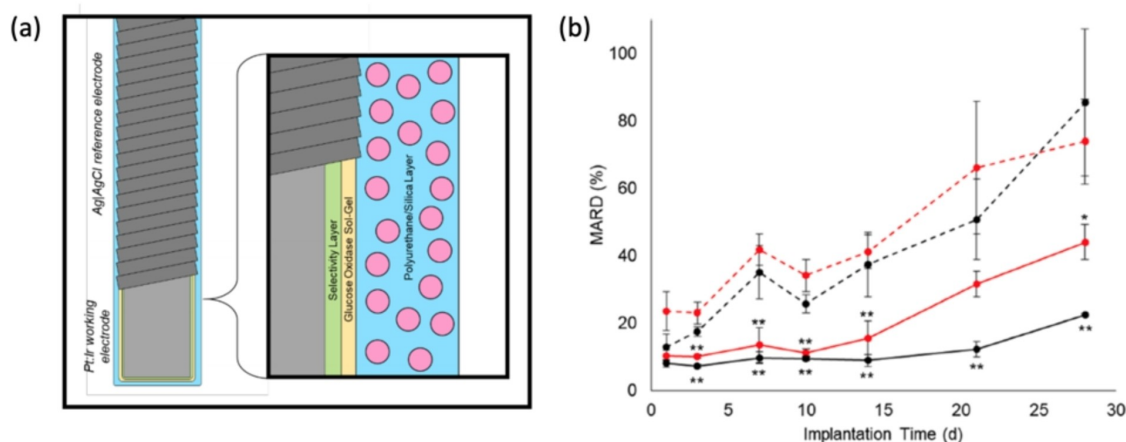 (a)
Ag|AgCl reference electrode
Pt:Ir working
electrode
Selectivity Layer
Glucose Oxidase Sol-Gel
Polyurethane/Silica Layer
(b)
MARD (%)
100
80
60
40
20
0
**
**
**
**
**
**
**
**
**
*
**
0
5
10
15
20
25
30
Implantation Time (d)